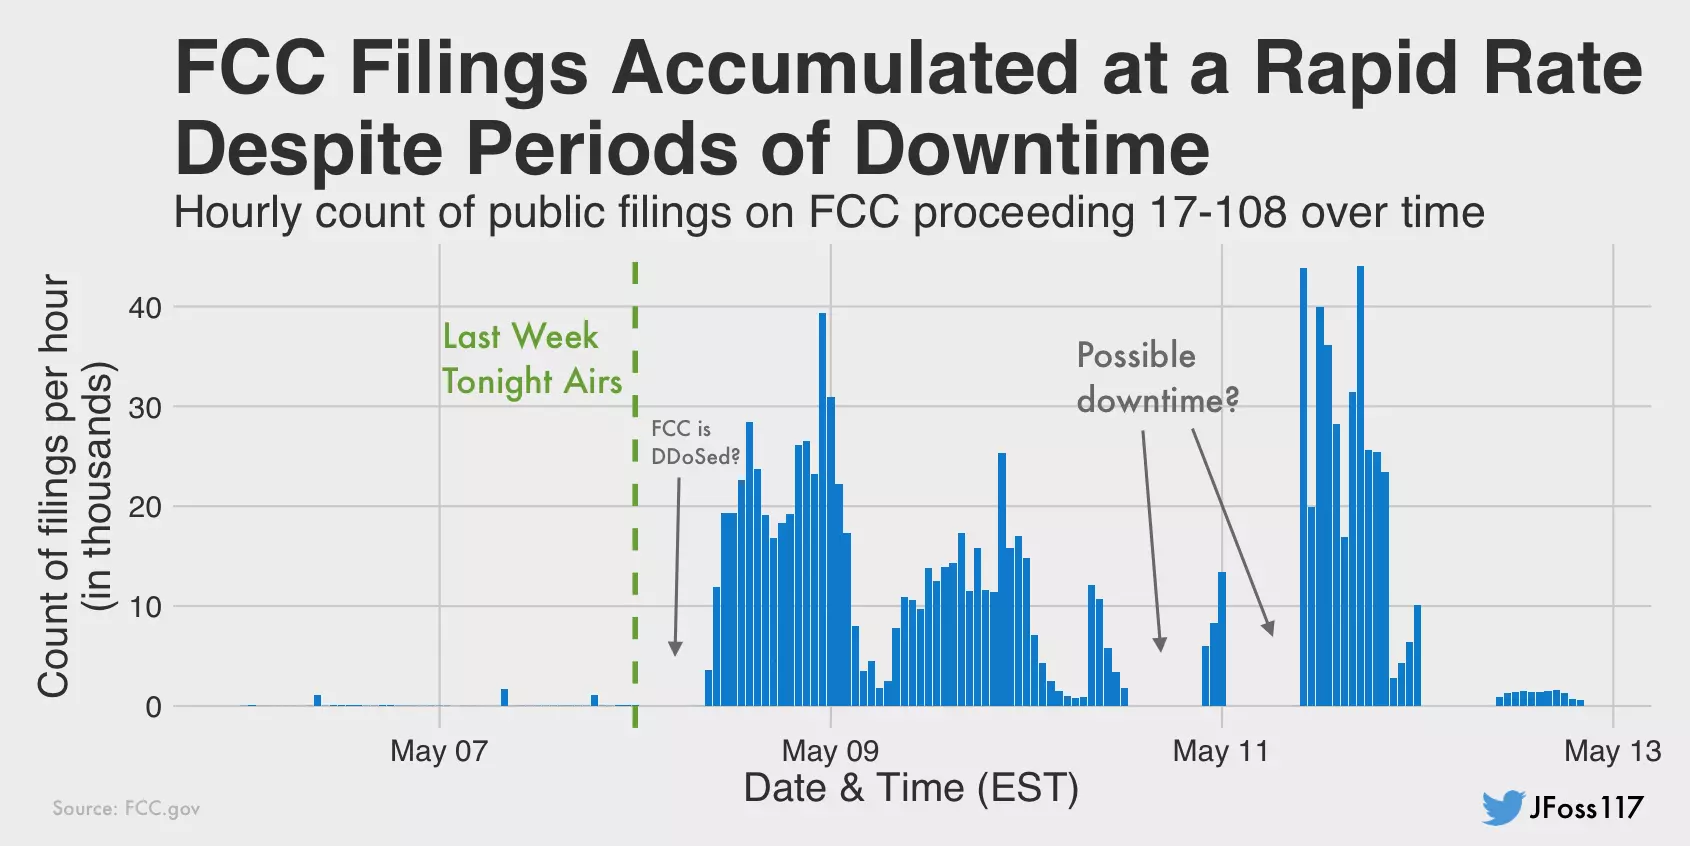 FCC Filings Accumulated at a Rapid Rate
Despite Periods of Downtime
Hourly count of public filings on FCC proceeding 17-108 over time
Count of filings per hour
(in thousands)
40
30
20
10
0
Last Week
Tonight Airs
FCC is
DDoSed?
Possible
downtime?
May 07
May 09
May 11
May 13
Date & Time (EST)
Source: FCC.gov
JFoss117